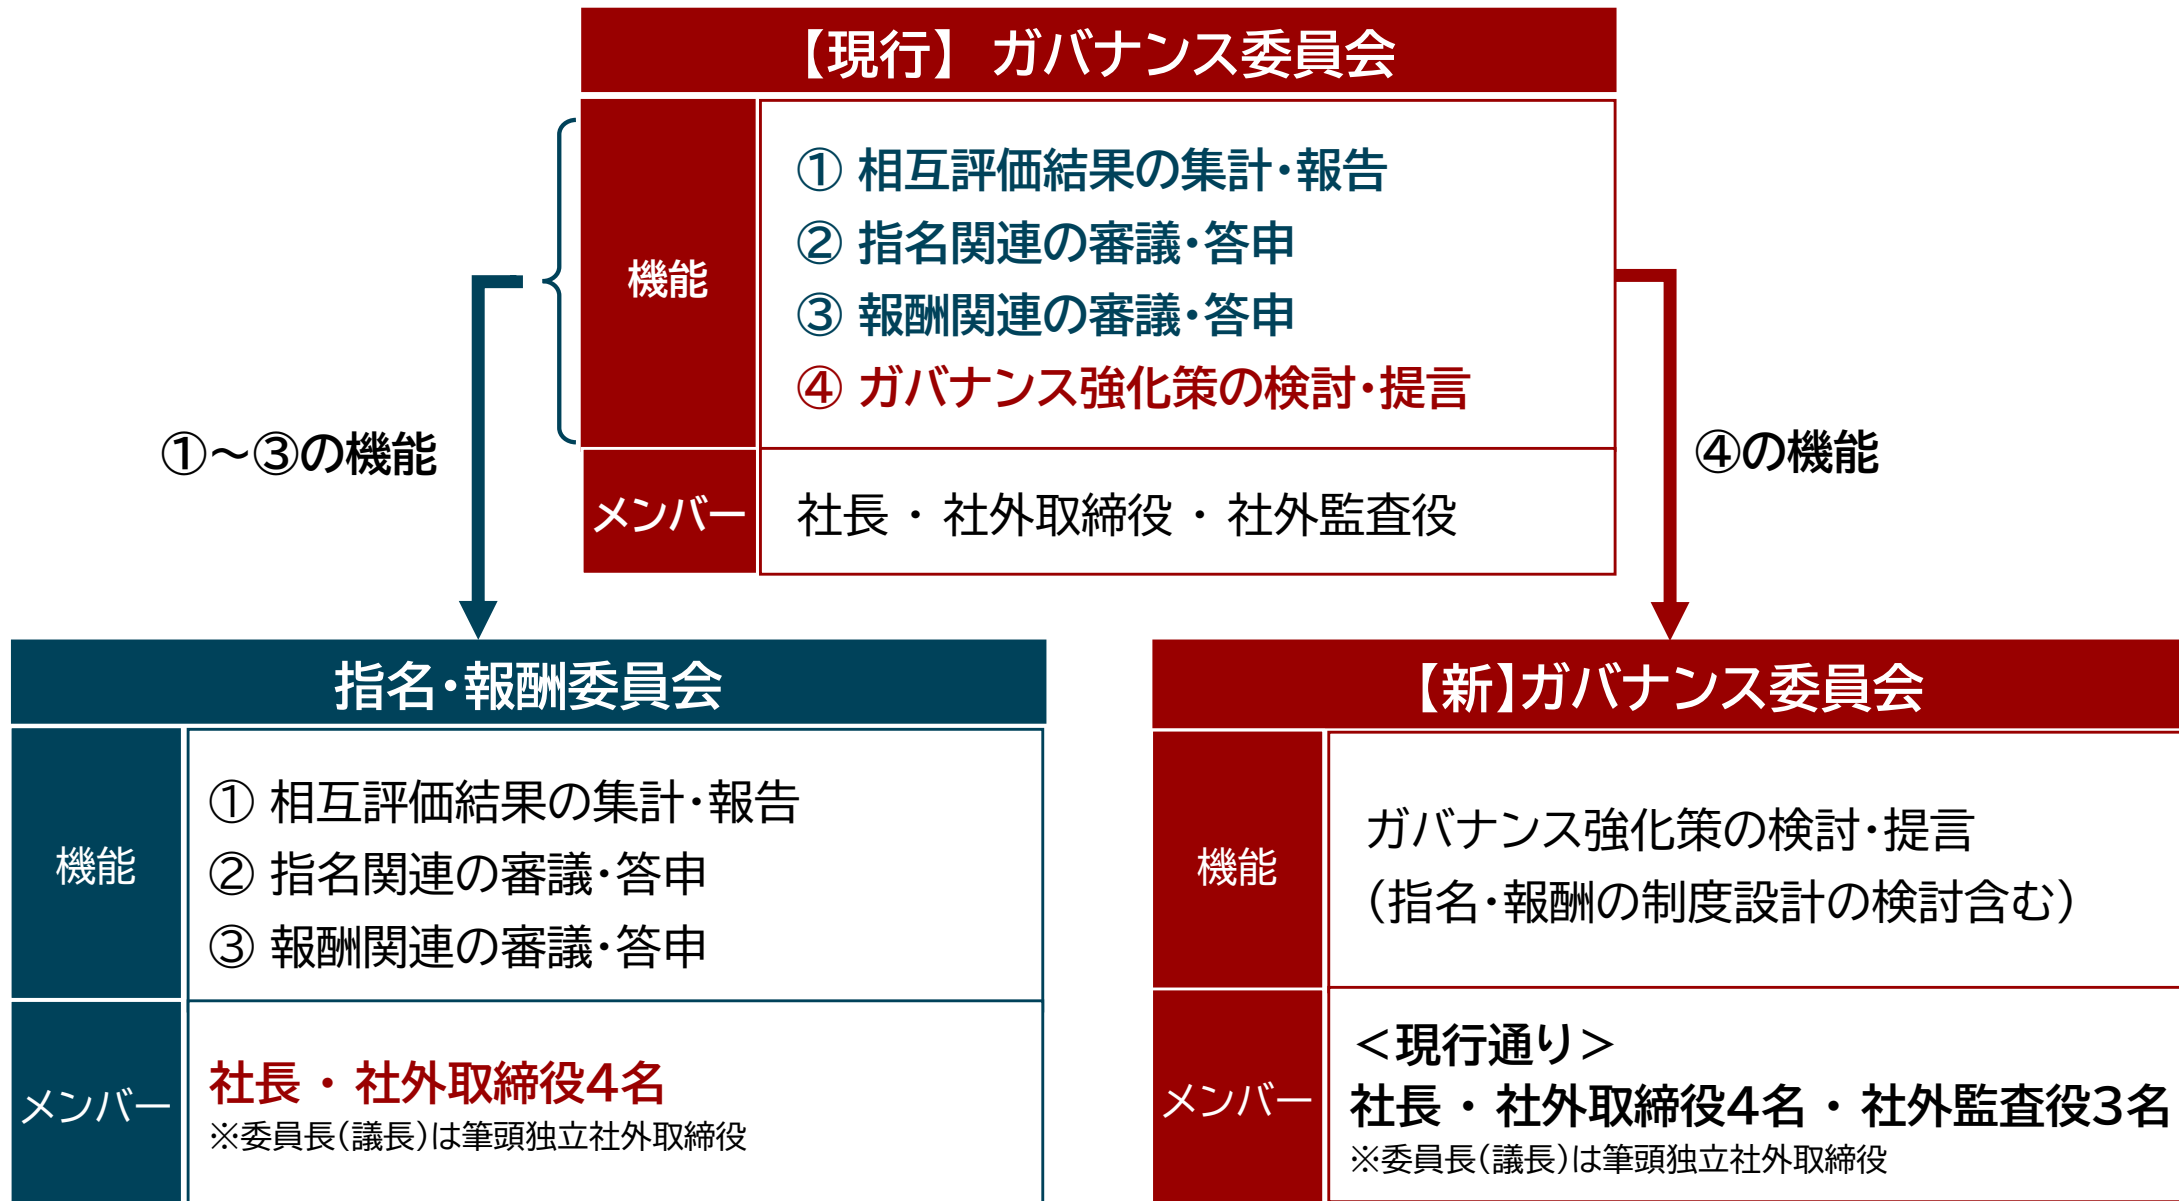 【現行】 ガバナンス委員会
機能
① 相互評価結果の集計・報告
② 指名関連の審議・答申
③ 報酬関連の審議・答申
④ ガバナンス強化策の検討・提言
メンバー
社長 ・ 社外取締役 ・ 社外監査役
①～③の機能
④の機能
指名・報酬委員会
機能
① 相互評価結果の集計・報告
② 指名関連の審議・答申
③ 報酬関連の審議・答申
メンバー
社長 ・ 社外取締役4名
※委員長(議長)は筆頭独立社外取締役
【新】ガバナンス委員会
機能
ガバナンス強化策の検討・提言
（指名・報酬の制度設計の検討含む）
メンバー
＜現行通り＞
社長 ・ 社外取締役4名 ・ 社外監査役3名
※委員長(議長)は筆頭独立社外取締役